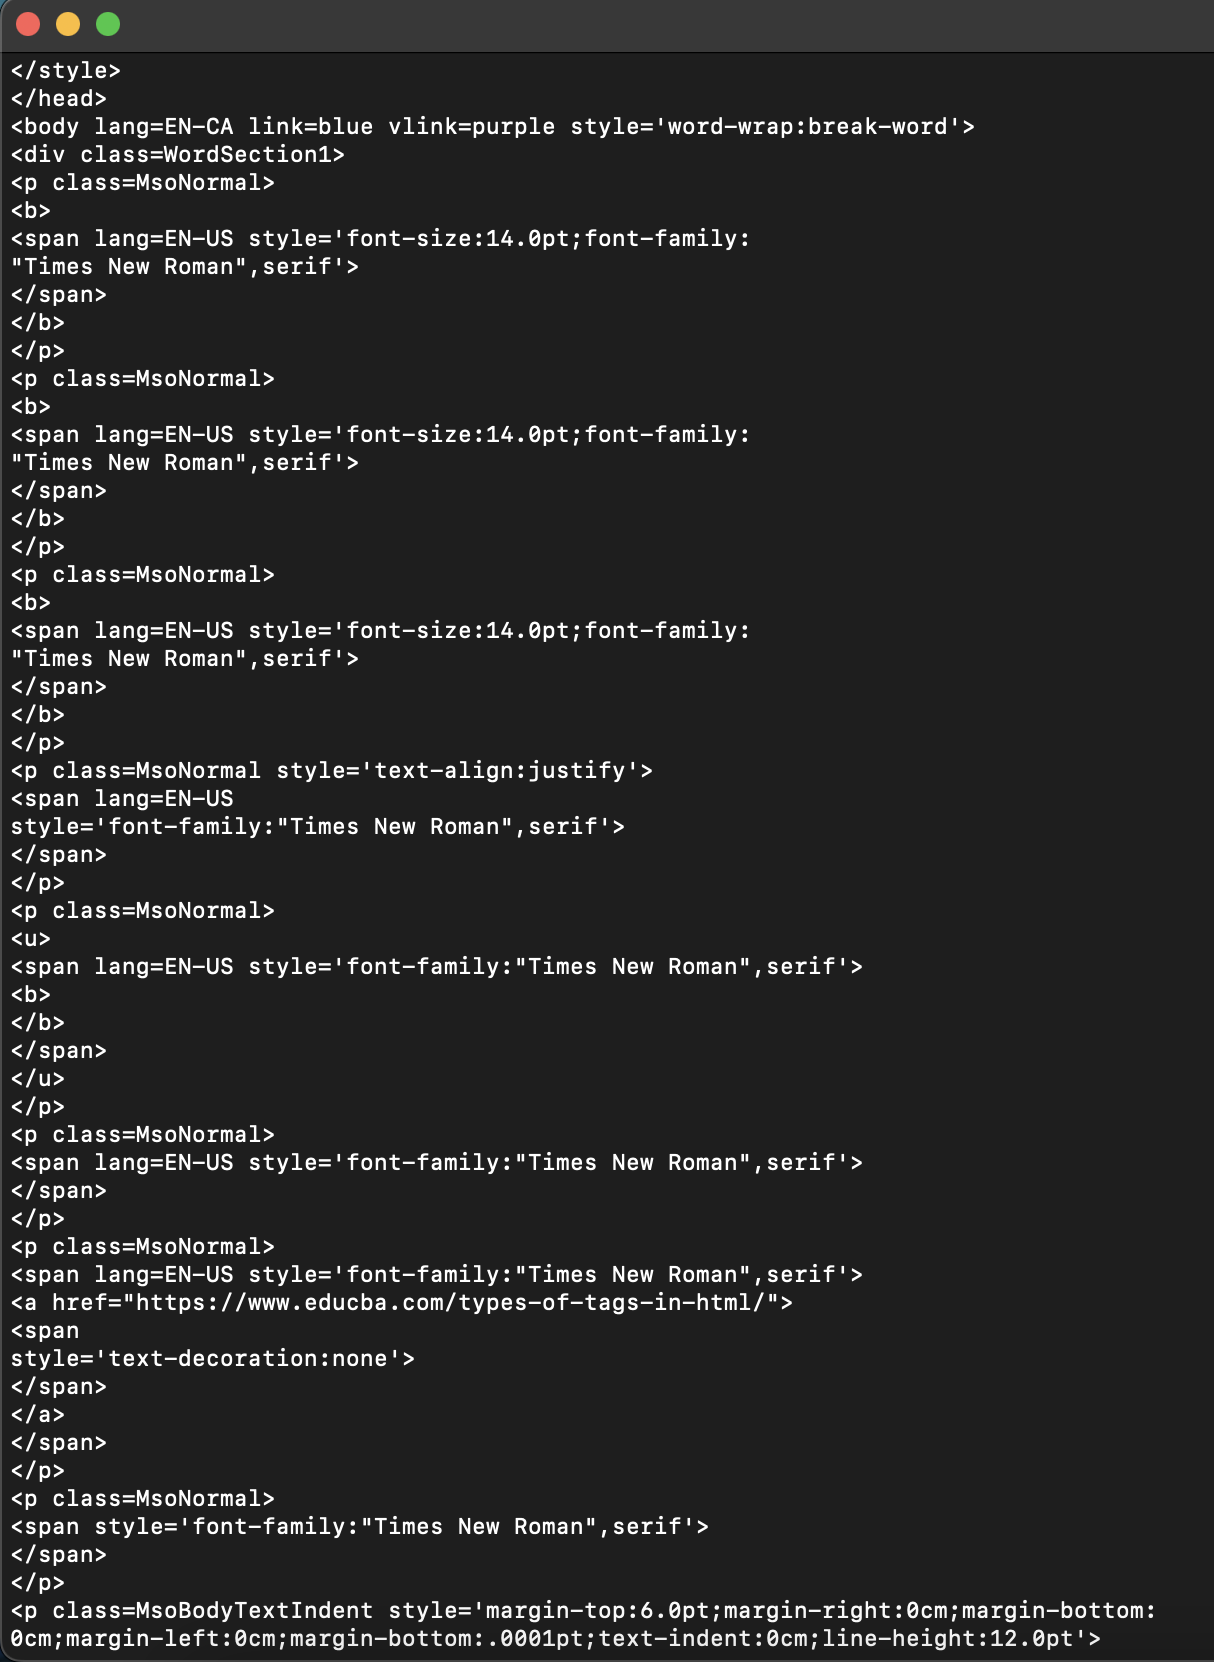 </style>
</head>
<body lang=EN-CA link=blue vlink=purple style='word-wrap:break-word'>
<div class=WordSection1>
<p class=MsoNormal>
<b>
<span lang=EN-US style='font-size:14.0pt;font-family:
"Times New Roman",serif'>
</span>
</b>
</p>
<p class=MsoNormal>
<b>
<span lang=EN-US style='font-size:14.0pt;font-family:
"Times New Roman",serif'>
</span>
</b>
</p>
<p class=MsoNormal>
<b>
<span lang=EN-US style='font-size:14.0pt;font-family:
"Times New Roman",serif'>
</span>
</b>
</p>
<p class=MsoNormal style='text-align:justify'>
<span lang=EN-US
style='font-family:"Times New Roman",serif'>
</span>
</p>
<p class=MsoNormal>
<u>
<span lang=EN-US style='font-family:"Times New Roman",serif'>
<b>
</b>
</span>
</u>
</p>
<p class=MsoNormal>
<span lang=EN-US style='font-family:"Times New Roman",serif'>
</span>
</p>
<p class=MsoNormal>
<span lang=EN-US style='font-family:"Times New Roman",serif'>
<a href="https://www.educba.com/types-of-tags-in-html/">
<span
style='text-decoration:none'>
</span>
</a>
</span>
</p>
<p class=MsoNormal>
<span style='font-family:"Times New Roman",serif'>
</span>
</p>
<p class=MsoBodyTextIndent style='margin-top:6.0pt;margin-right:0cm;margin-bottom:
0cm;margin-left:0cm;margin-bottom:.0001pt;text-indent:0cm;line-height:12.0pt'>